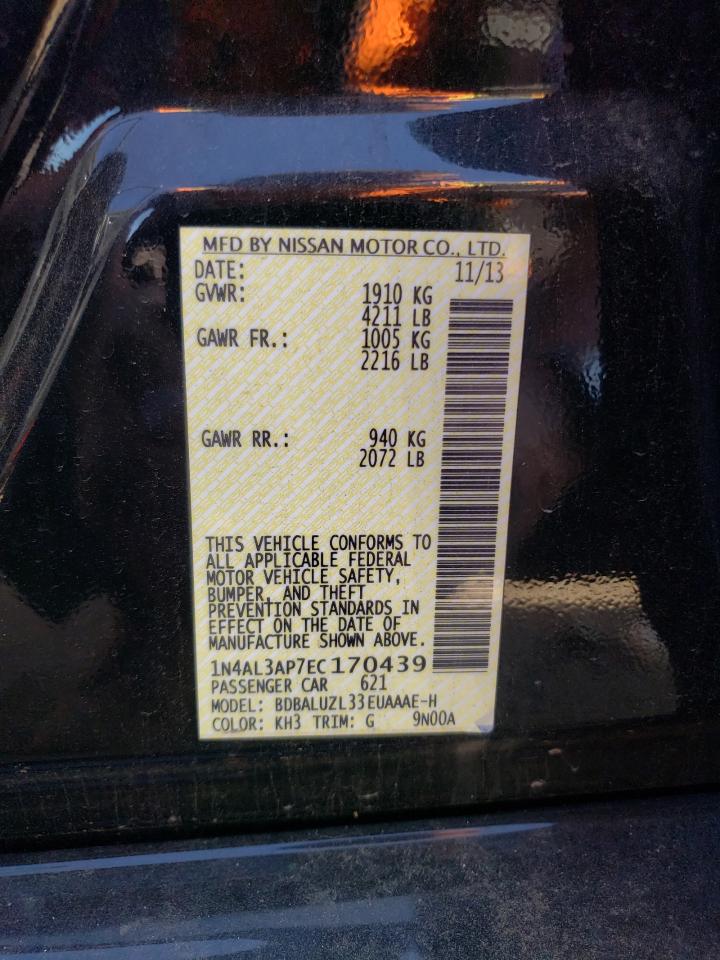 MFD BY NISSAN MOTOR CO., LTD.
DATE: 11/13
GVWR: 1910 KG
4211 LB
GAWR FR.: 1005 KG
2216 LB
GAWR RR.: 940 KG
2072 LB
THIS VEHICLE CONFORMS TO
ALL APPLICABLE FEDERAL
MOTOR VEHICLE SAFETY,
BUMPER, AND THEFT
PREVENTION STANDARDS IN
EFFECT ON THE DATE OF
MANUFACTURE SHOWN ABOVE.
1N4AL3AP7EC170439
PASSENGER CAR 621
MODEL: BDBALUZL33EUAAAE-H
COLOR: KH3 TRIM: G 9N00A